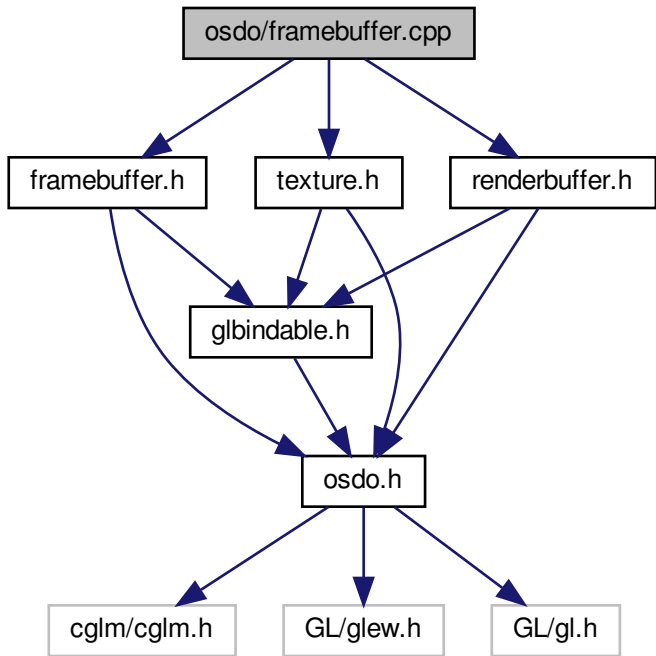 osdo/framebuffer.cpp
framebuffer.h
texture.h
renderbuffer.h
glbindable.h
osdo.h
cglm/cglm.h
GL/glew.h
GL/gl.h